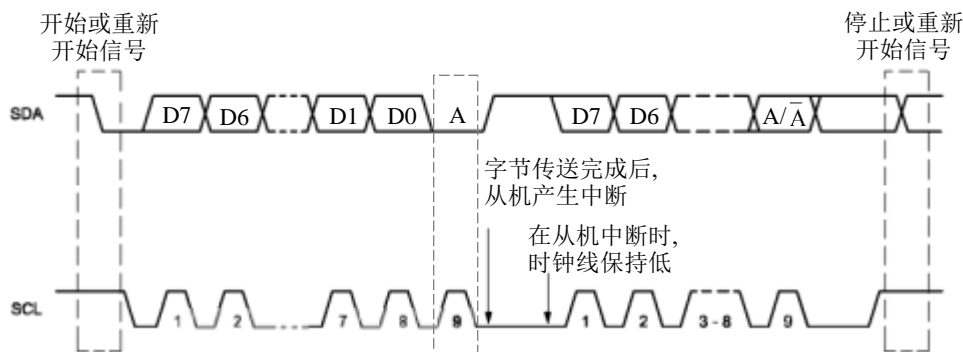 开始或重新
开始信号
停止或重新
开始信号
SDA
D7 D6 D1 D0 A D7 D6 A/A̅
字节传送完成后,
从机产生中断
在从机中断时,
时钟线保持低
SCL
1 2 7 8 9 1 2 3 - 8 9